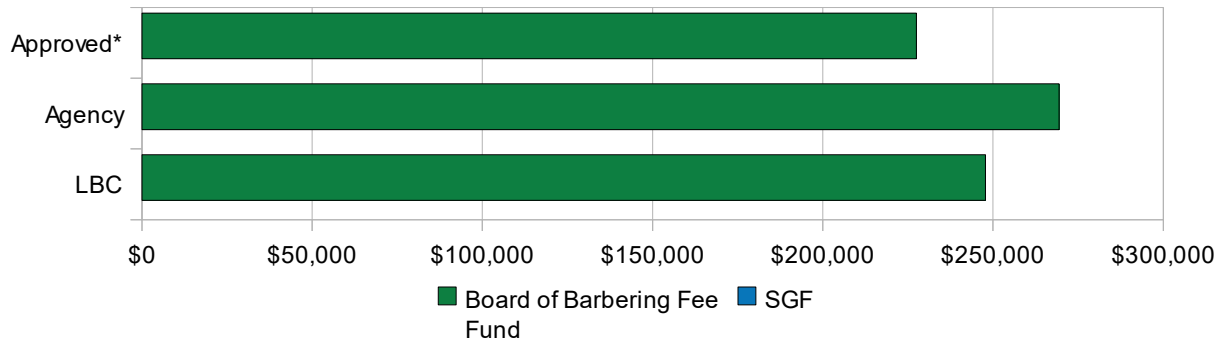 Approved*
Agency
LBC
$0 $50,000 $100,000 $150,000 $200,000 $250,000 $300,000
Board of Barbering Fee SGF
Fund